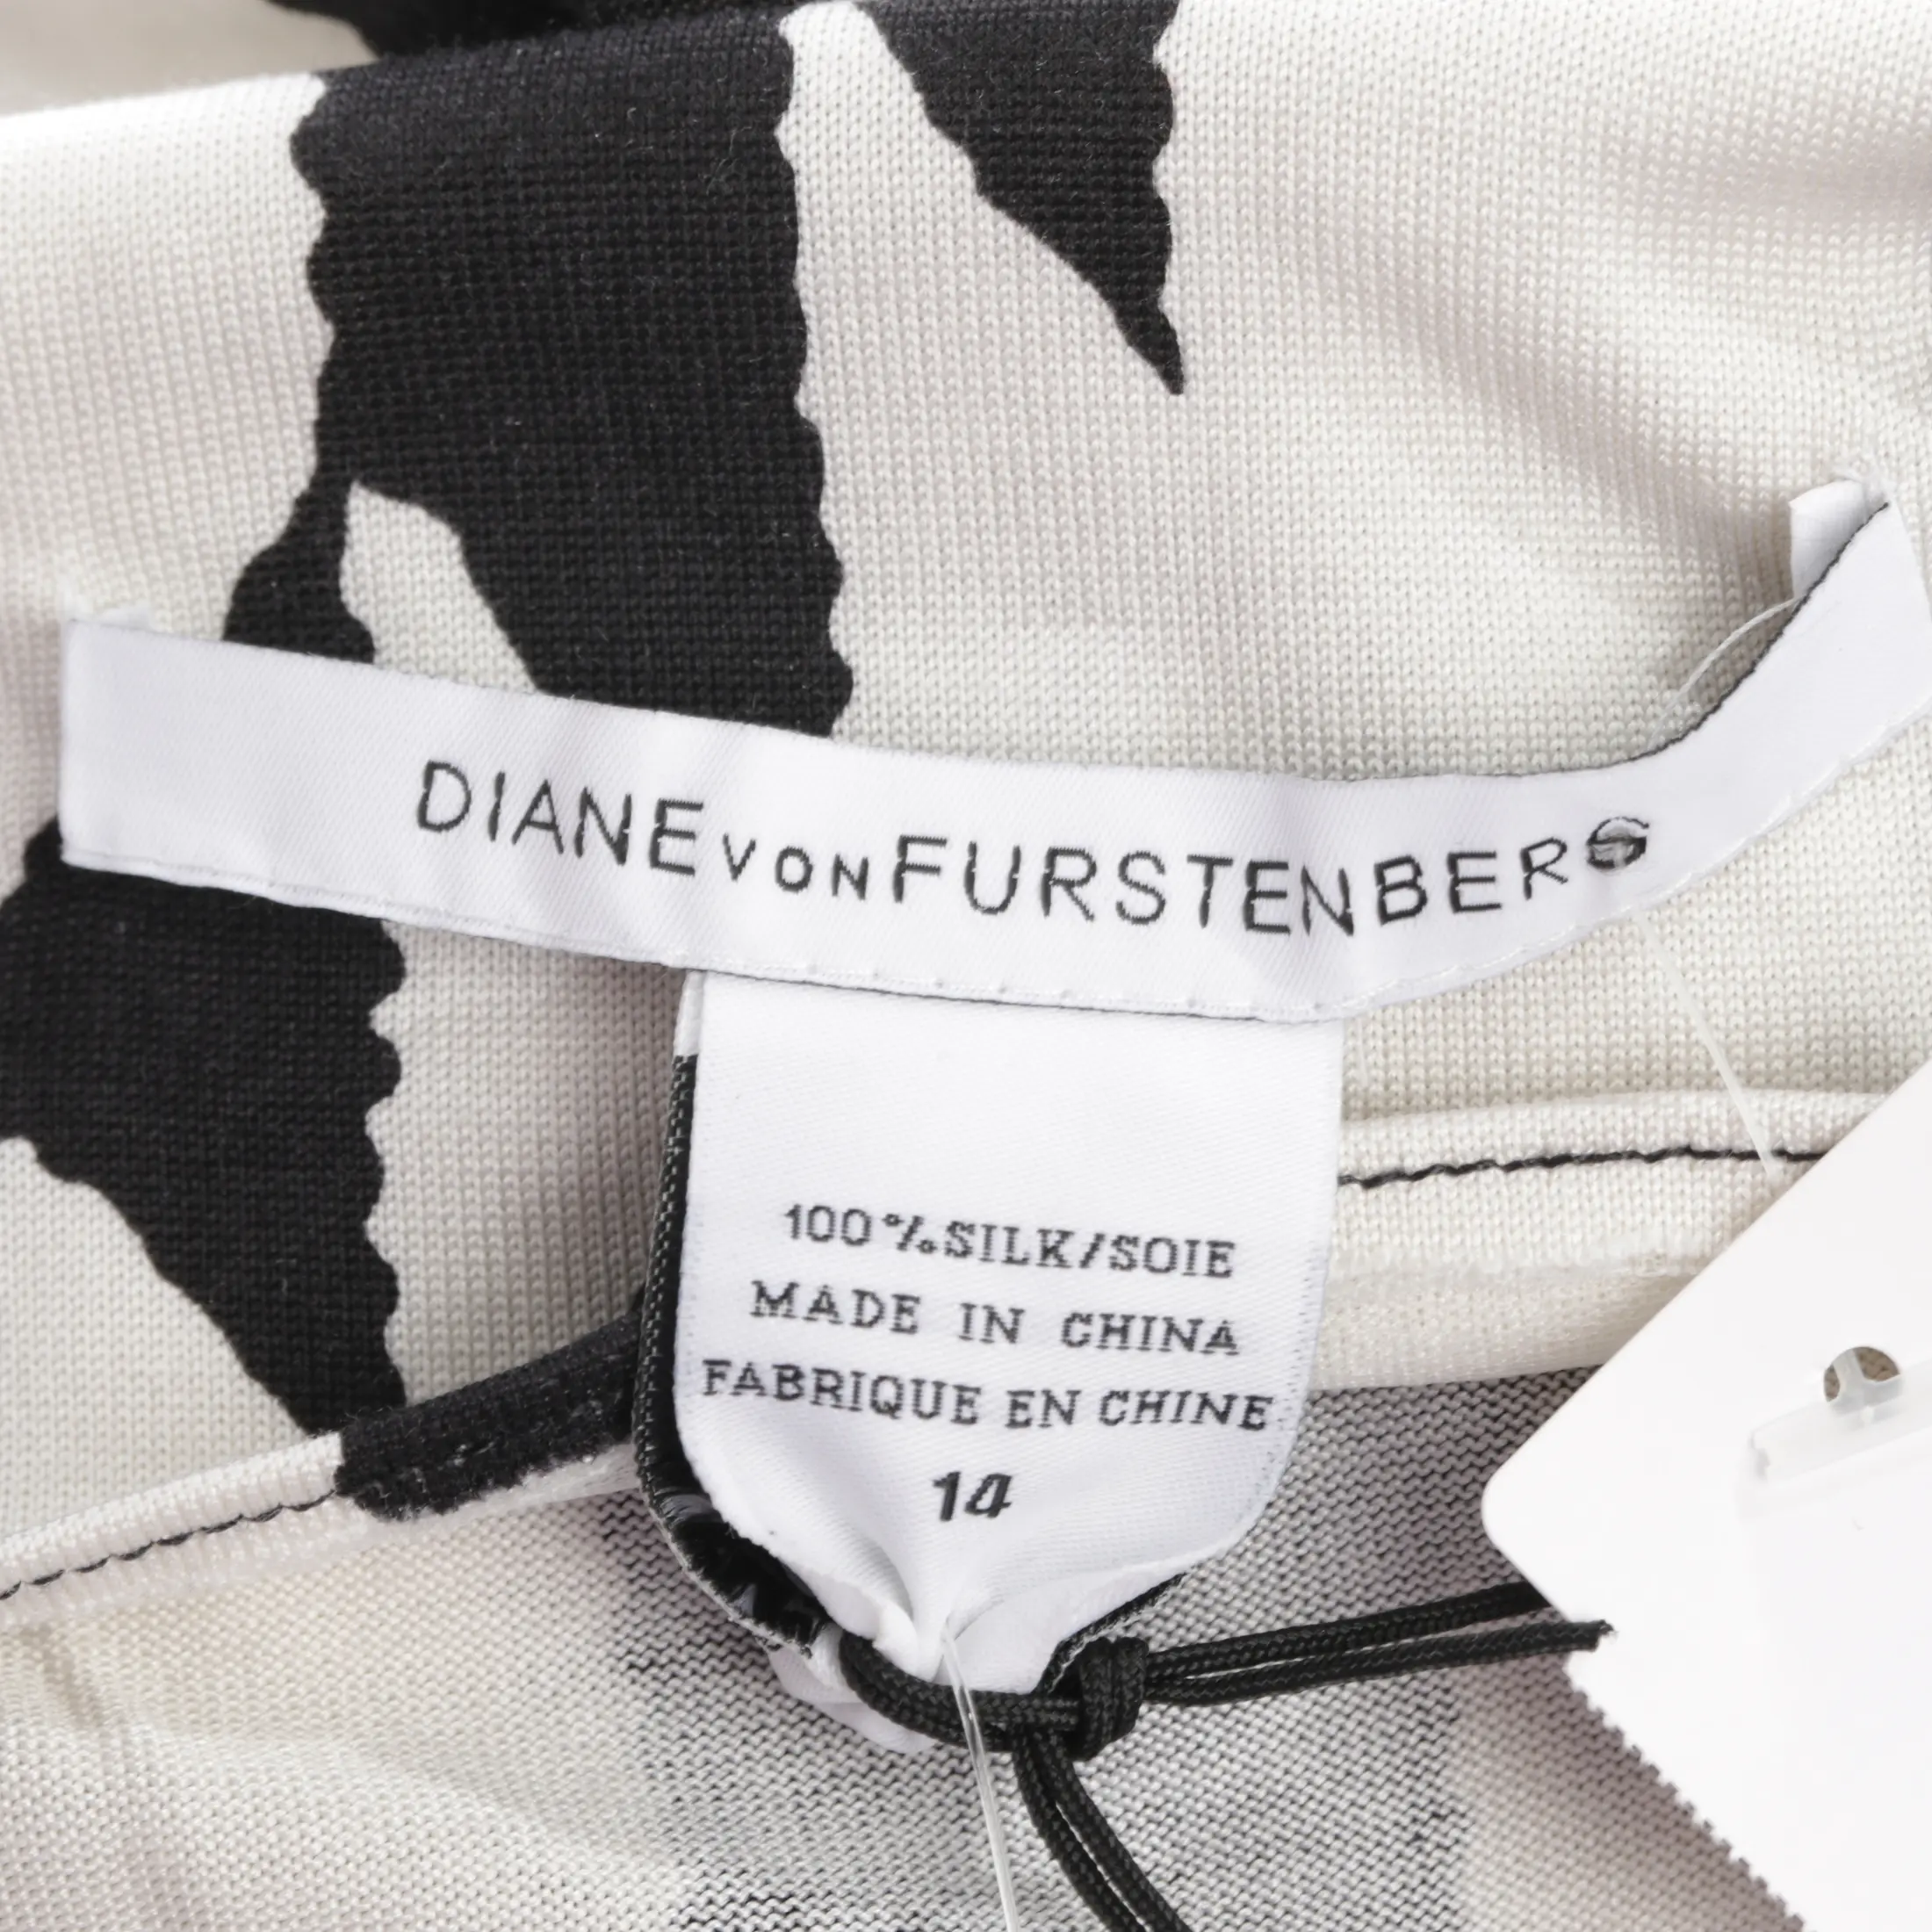 DIANE VON FURSTENBERG
100% SILK/SOIE
MADE IN CHINA
FABRIQUE EN CHINE
14